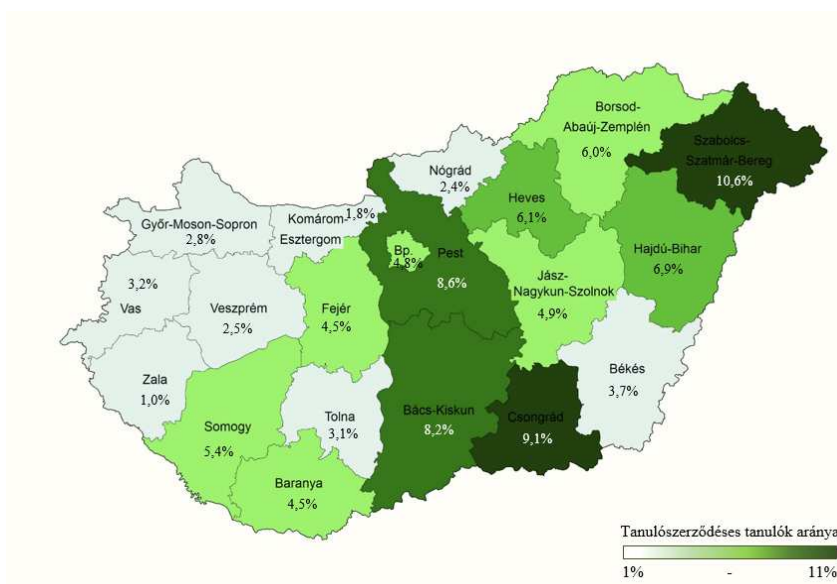 Borsod-
Abaúj-Zemplén
6,0%
Szabolcs-
Szatmár-Bereg
10,6%
Nógrád
2,4%
Heves
6,1%
Győr-Moson-Sopron
2,8%
Komárom-
1,8%
Esztergom
Bp.
4,8%
Pest
8,6%
Hajdú-Bihar
6,9%
Jász-
Nagykun-Szolnok
4,9%
3,2%
Vas
Veszprém
2,5%
Fejér
4,5%
Békés
3,7%
Zala
1,0%
Somogy
5,4%
Tolna
3,1%
Bács-Kiskun
8,2%
Csongrád
9,1%
Baranya
4,5%
Tanulószerződéses tanulók aránya
1% - 11%